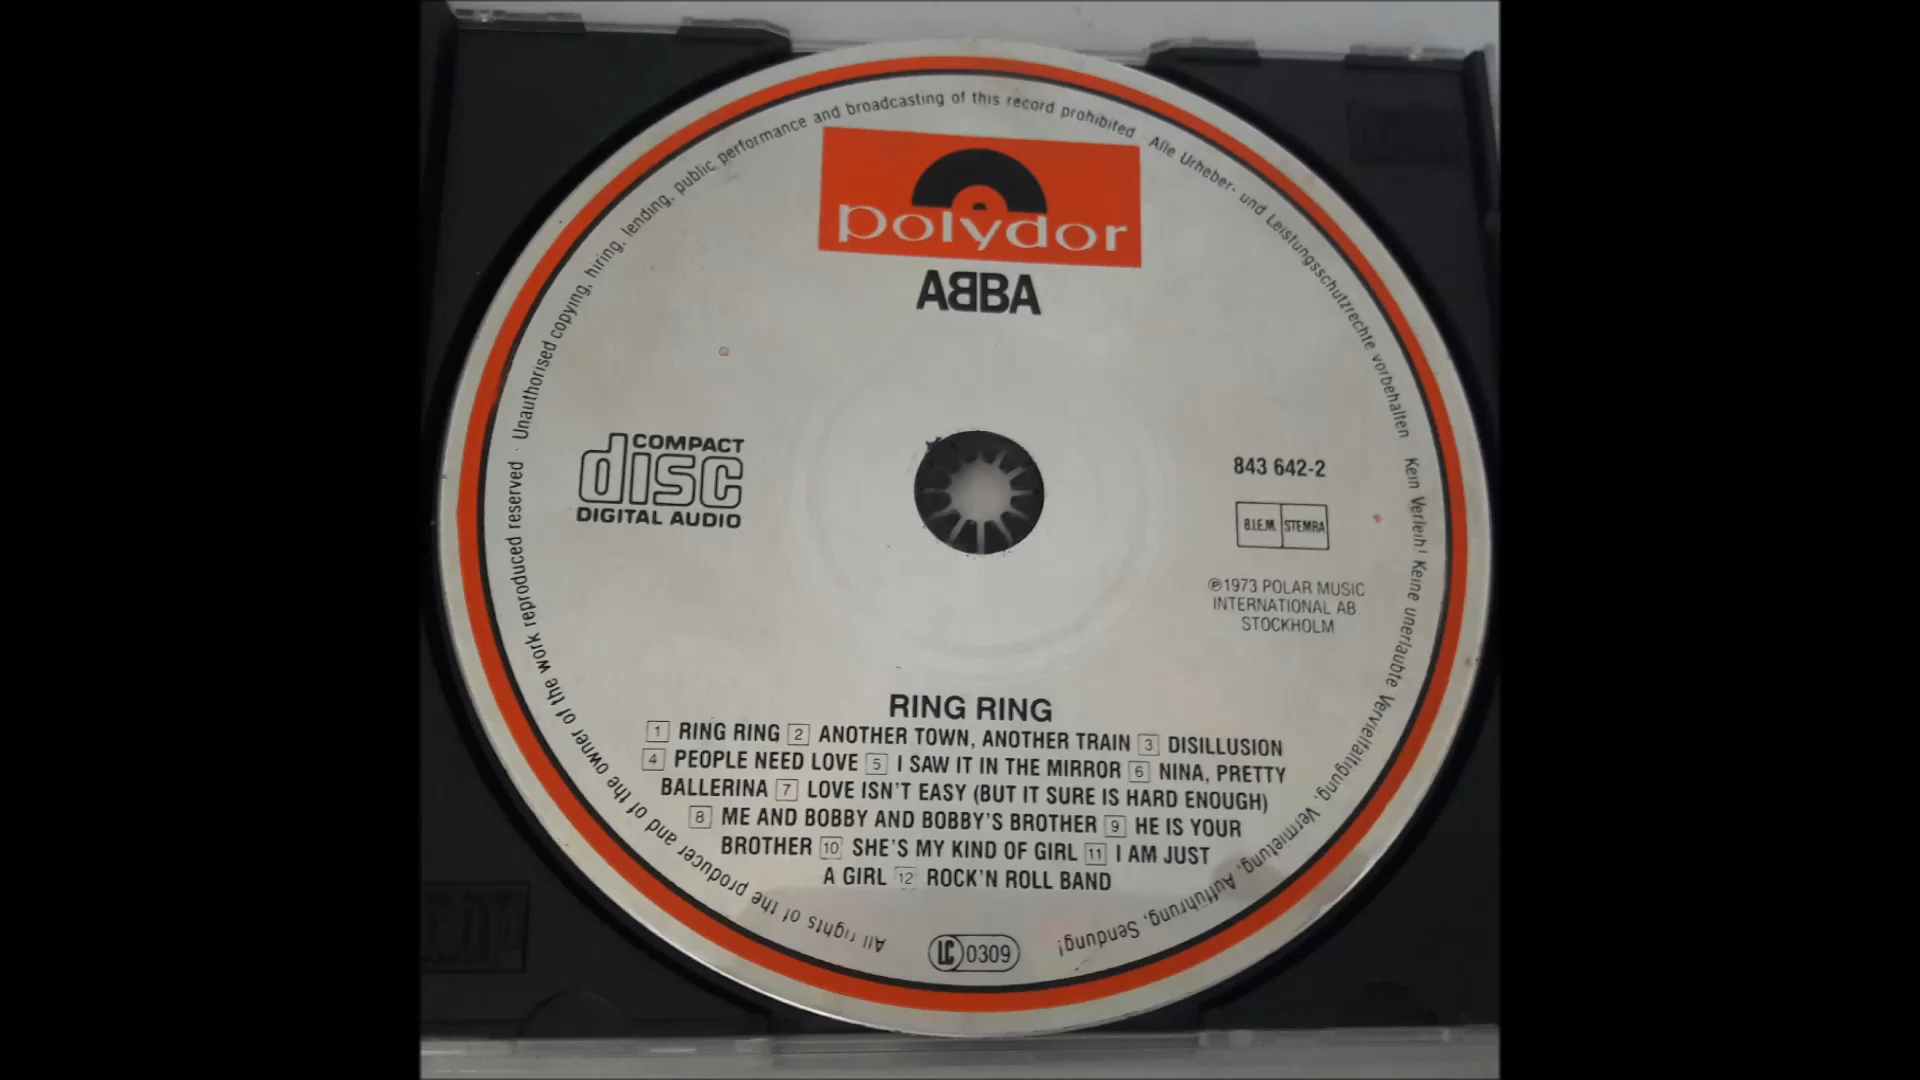 All rights of the producer and of the owner of the work reproduced reserved · Unauthorised copying, hiring, lending, public performance and broadcasting of this record prohibited · Alle Urheber- und Leistungsschutzrechte vorbehalten Kein Verleih! Keine unerlaubte Vervielfältigung, Vermietung, Aufführung, Sendung!
polydor
ABBA
COMPACT
disc
DIGITAL AUDIO
843 642-2
B.I.E.M. STEMRA
℗1973 POLAR MUSIC
INTERNATIONAL AB.
STOCKHOLM
RING RING
1 RING RING 2 ANOTHER TOWN, ANOTHER TRAIN 3 DISILLUSION
4 PEOPLE NEED LOVE 5 I SAW IT IN THE MIRROR 6 NINA, PRETTY
BALLERINA 7 LOVE ISN'T EASY (BUT IT SURE IS HARD ENOUGH)
8 ME AND BOBBY AND BOBBY'S BROTHER 9 HE IS YOUR
BROTHER 10 SHE'S MY KIND OF GIRL 11 I AM JUST
A GIRL 12 ROCK'N ROLL BAND
LC 0309